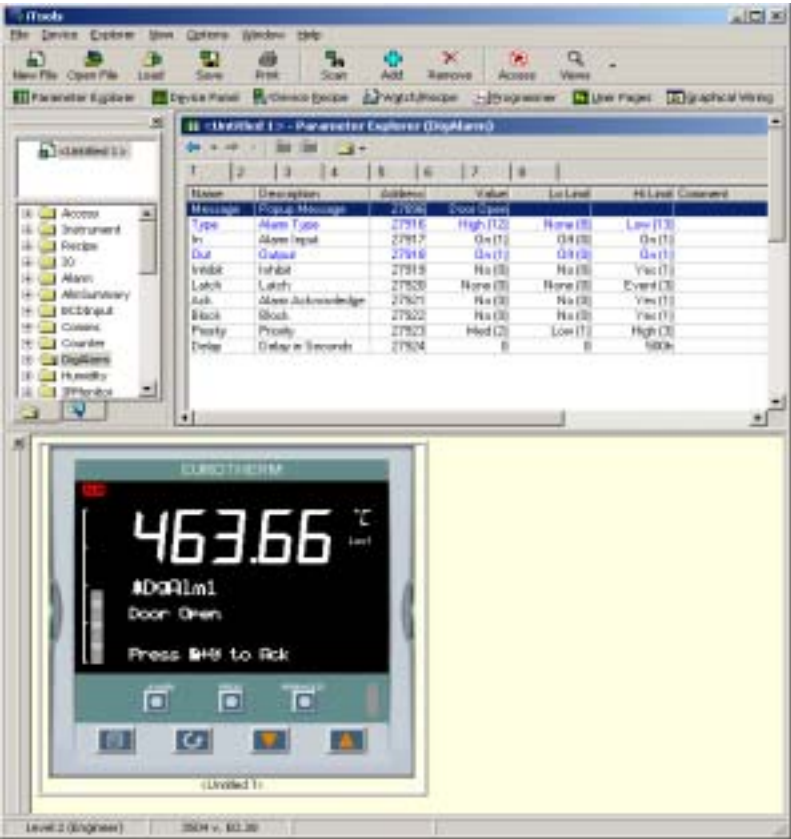 iTools
File Device Explorer View Options Window Help
New File Open File Load Save Print Scan Add Remove Access Views
Parameter Explorer Device Panel Device Recipe Watch/Recipe Programmer User Pages Graphical Wiring
<Untitled 1>
<Untitled 1> - Parameter Explorer (DigAlarm)
1 2 3 4 5 6 7 8
Name Description Address Value Lo Limit Hi Limit Comment
Message Popup Message 27896 Door Open
Type Alarm Type 27916 High (12) None (0) Low (13)
In Alarm Input 27917 On (1) Off (0) On (1)
Out Output 27918 On (1) Off (0) On (1)
Inhibit Inhibit 27919 No (0) No (0) Yes (1)
Latch Latch 27920 None (0) None (0) Event (3)
Ack Alarm Acknowledge 27921 No (0) No (0) Yes (1)
Block Block 27922 No (0) No (0) Yes (1)
Priority Priority 27923 Med (2) Low (1) High (3)
Delay Delay in Seconds 27924 0 0 500h
Access
Instrument
Recipe
IO
Alarm
AlmSummary
BCDInput
Comms
Counter
DigAlarm
Humidity
IPMonitor
EUROTHERM
ALM
463.66 °C
#DgAlm1
Door Open
Press to Ack
<Untitled 1>
Level 2 (Engineer)